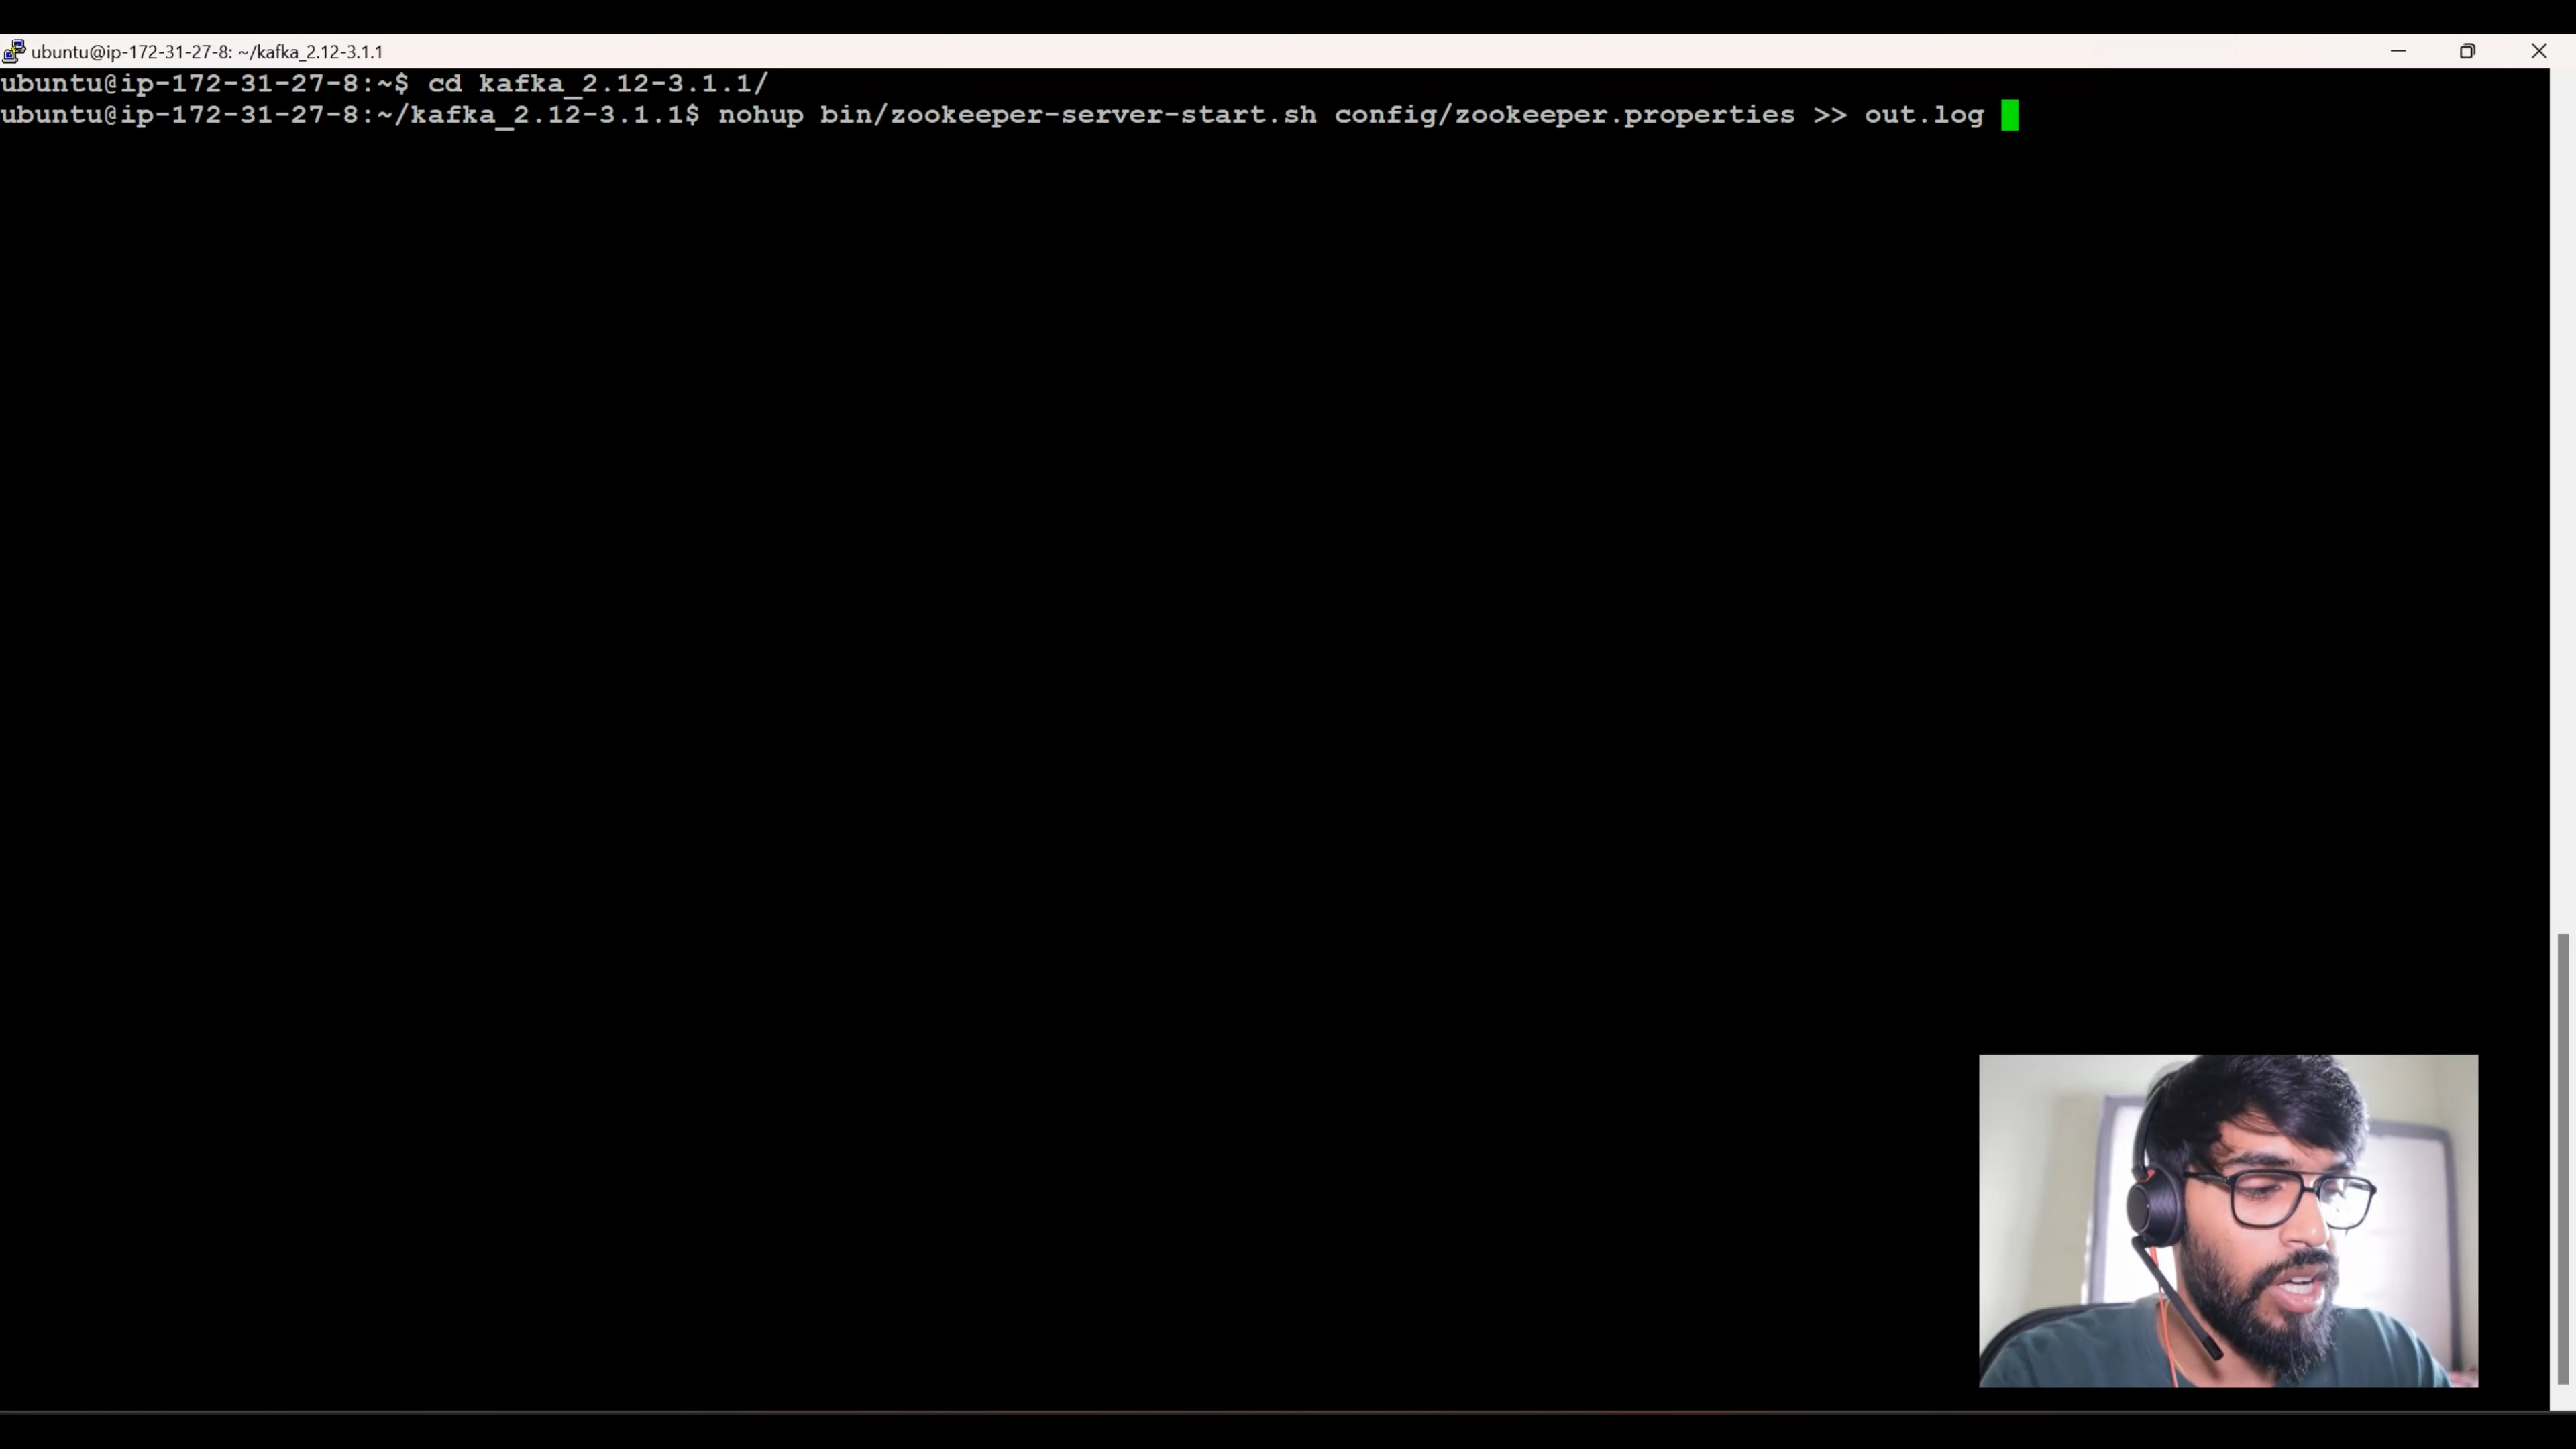 ubuntu@ip-172-31-27-8: ~/kafka_2.12-3.1.1
ubuntu@ip-172-31-27-8:~$ cd kafka_2.12-3.1.1/
ubuntu@ip-172-31-27-8:~/kafka_2.12-3.1.1$ nohup bin/zookeeper-server-start.sh config/zookeeper.properties >> out.log